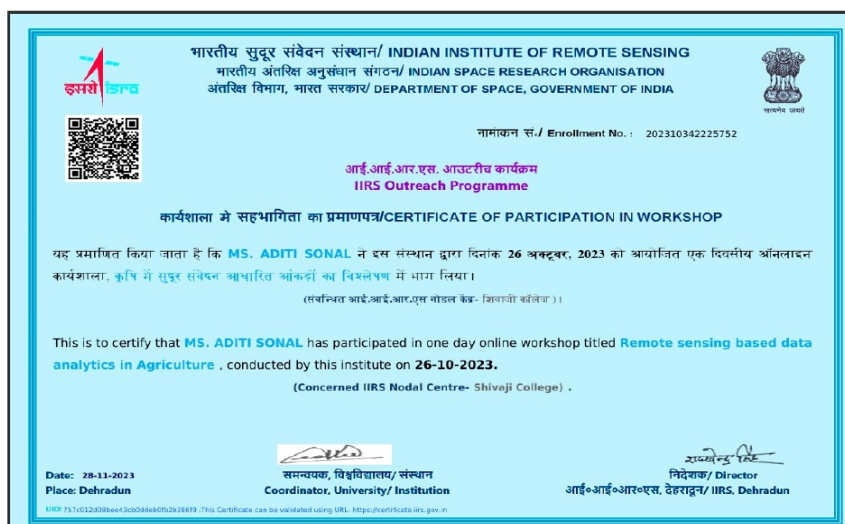 भारतीय सुदूर संवेदन संस्थान/ INDIAN INSTITUTE OF REMOTE SENSING
भारतीय अंतरिक्ष अनुसंधान संगठन/ INDIAN SPACE RESEARCH ORGANISATION
अंतरिक्ष विभाग, भारत सरकार/ DEPARTMENT OF SPACE, GOVERNMENT OF INDIA
इसरो isro
सत्यमेव जयते
नामांकन सं./ Enrollment No. : 202310342225752
आई.आई.आर.एस. आउटरीच कार्यक्रम
IIRS Outreach Programme
कार्यशाला मे सहभागिता का प्रमाणपत्र/CERTIFICATE OF PARTICIPATION IN WORKSHOP
यह प्रमाणित किया जाता है कि MS. ADITI SONAL ने इस संस्थान द्वारा दिनांक 26 अक्टूबर, 2023 को आयोजित एक दिवसीय ऑनलाइन
कार्यशाला, कृषि में सुदूर संवेदन आधारित आंकड़ों का विश्लेषण में भाग लिया।
(संबन्धित आई.आई.आर.एस नोडल केंद्र- शिवाजी कॉलेज )।
This is to certify that MS. ADITI SONAL has participated in one day online workshop titled Remote sensing based data
analytics in Agriculture , conducted by this institute on 26-10-2023.
(Concerned IIRS Nodal Centre- Shivaji College) .
Date: 28-11-2023
Place: Dehradun
समन्वयक, विश्वविद्यालय/ संस्थान
Coordinator, University/ Institution
निदेशक/ Director
आई०आई०आर०एस, देहरादून/ IIRS, Dehradun
This Certificate can be validated using URL- https://certificate.iirs.gov.in